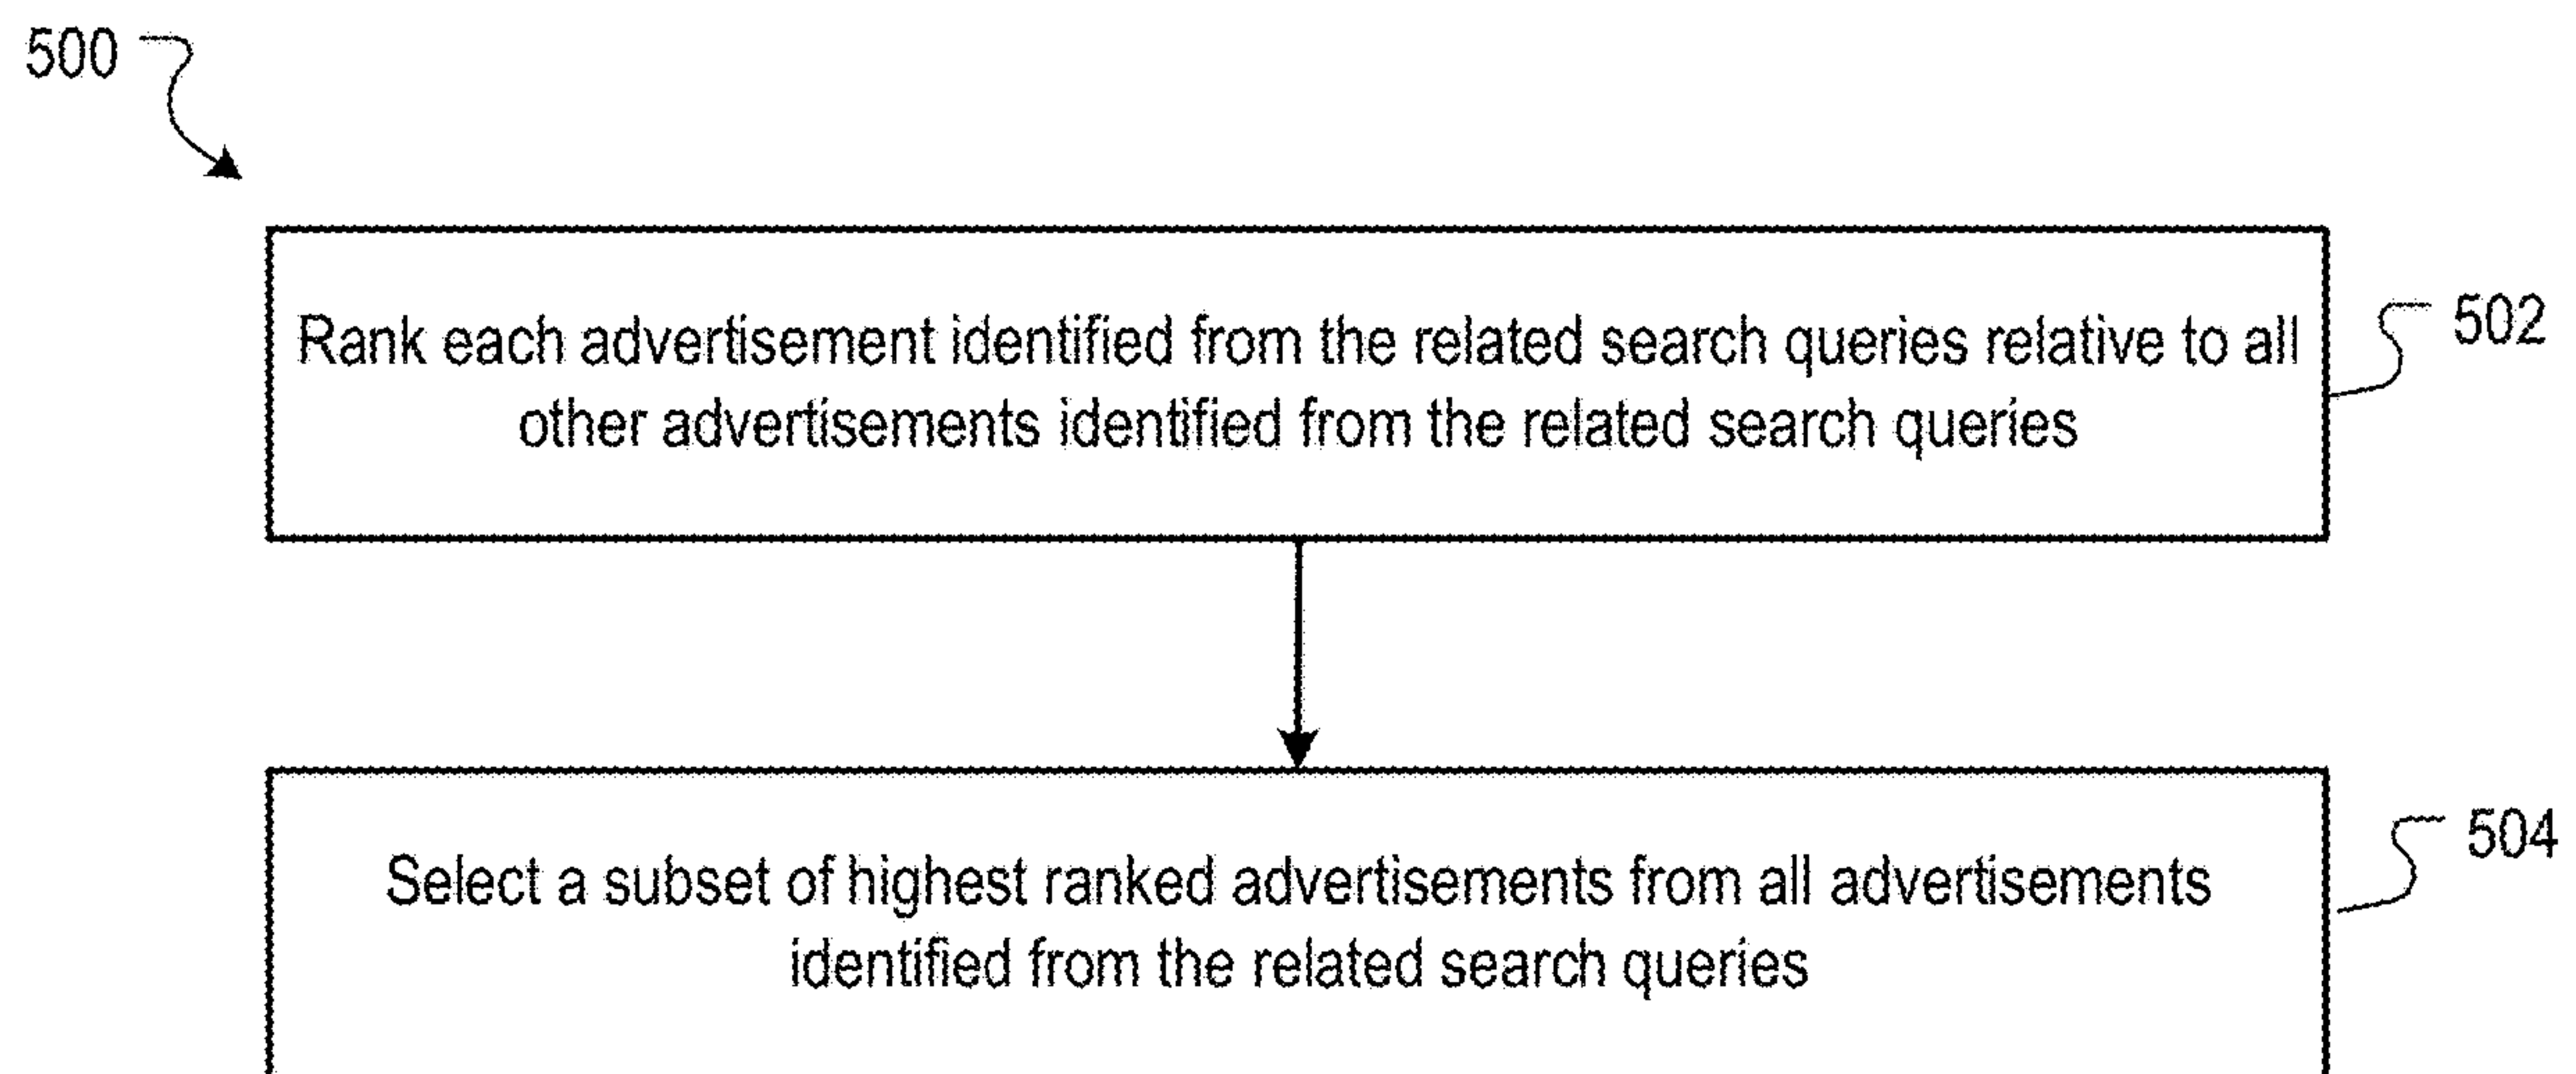 500
Rank each advertisement identified from the related search queries relative to all
other advertisements identified from the related search queries
502
Select a subset of highest ranked advertisements from all advertisements
identified from the related search queries
504